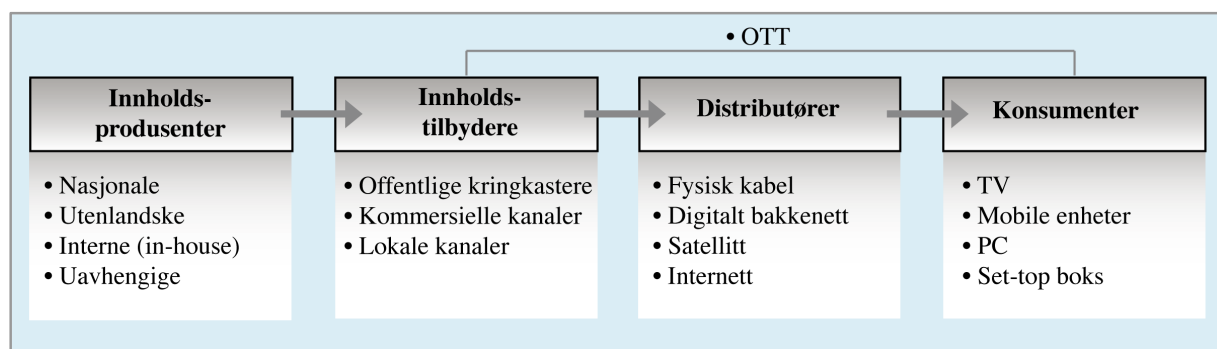 • OTT
Innholds-
produsenter
Innholds-
tilbydere
Distributører
Konsumenter
• Nasjonale
• Utenlandske
• Interne (in-house)
• Uavhengige
• Offentlige kringkastere
• Kommersielle kanaler
• Lokale kanaler
• Fysisk kabel
• Digitalt bakkenett
• Satellitt
• Internett
• TV
• Mobile enheter
• PC
• Set-top boks